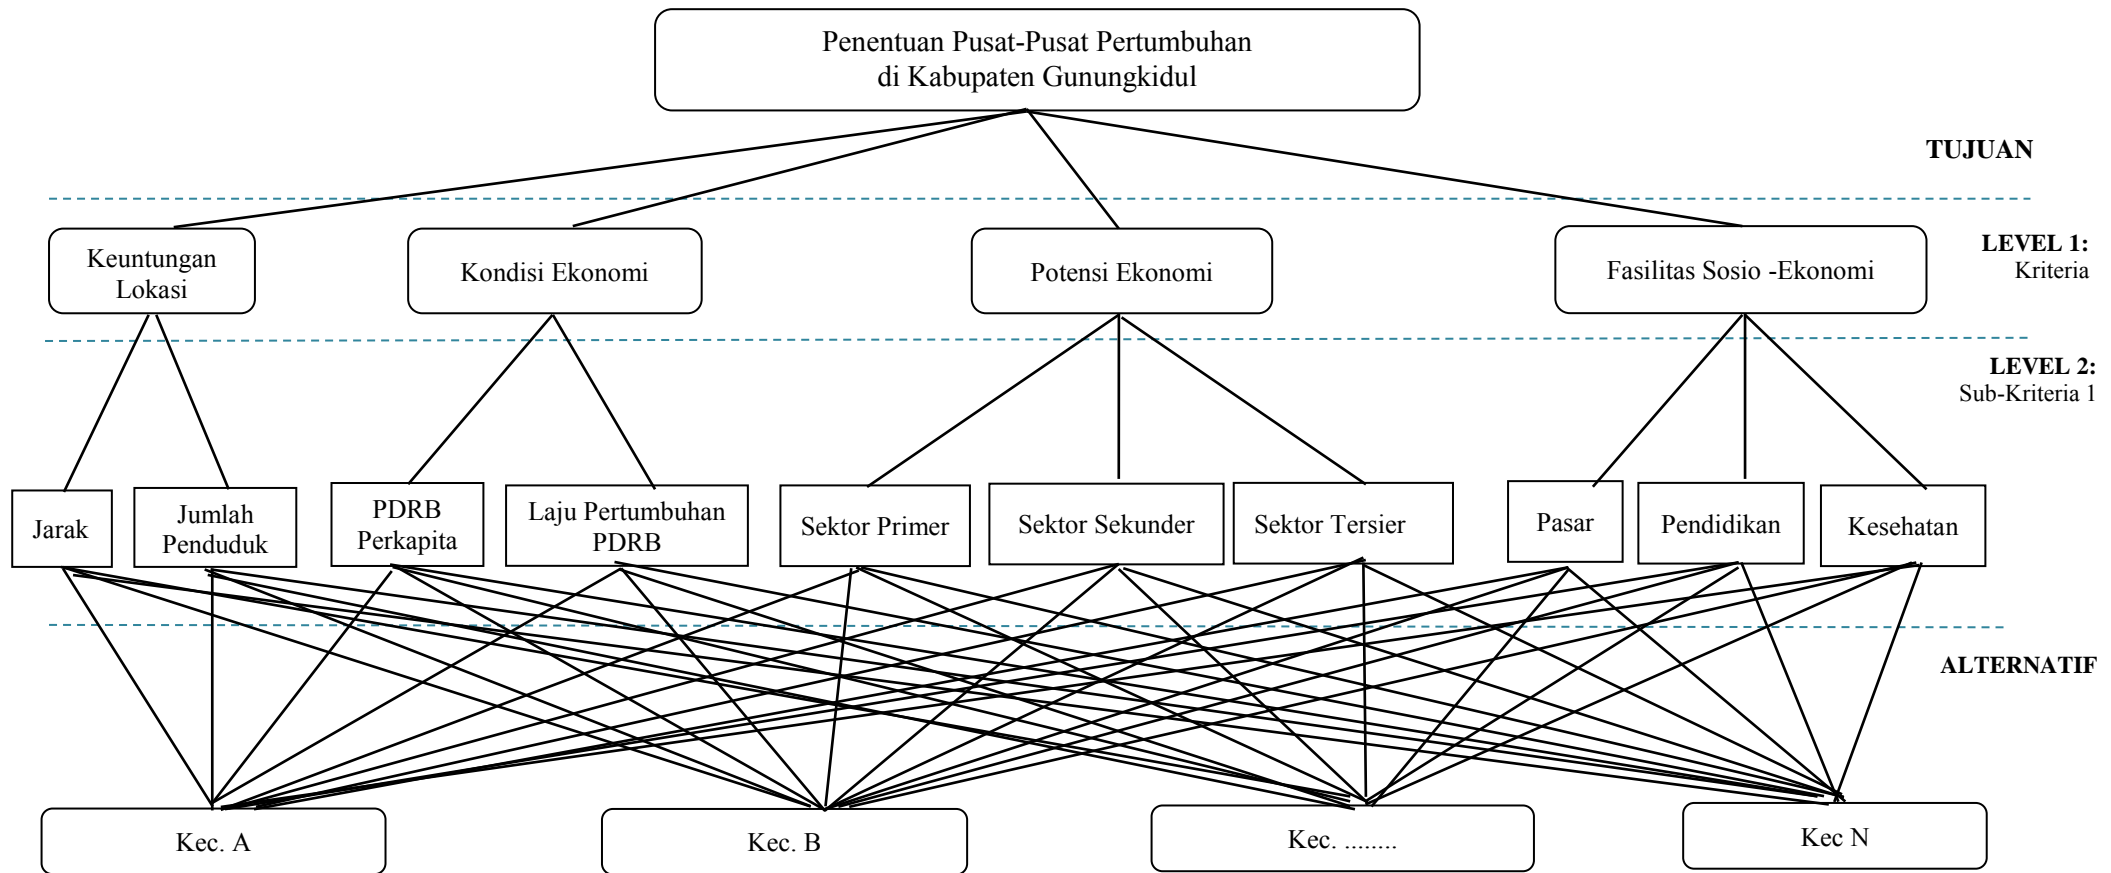 Penentuan Pusat-Pusat Pertumbuhan
di Kabupaten Gunungkidul
TUJUAN
Keuntungan
Lokasi
Kondisi Ekonomi
Potensi Ekonomi
Fasilitas Sosio -Ekonomi
LEVEL 1:
Kriteria
LEVEL 2:
Sub-Kriteria 1
Jarak
Jumlah
Penduduk
PDRB
Perkapita
Laju Pertumbuhan
PDRB
Sektor Primer
Sektor Sekunder
Sektor Tersier
Pasar
Pendidikan
Kesehatan
ALTERNATIF
Kec. A
Kec. B
Kec. ........
Kec N